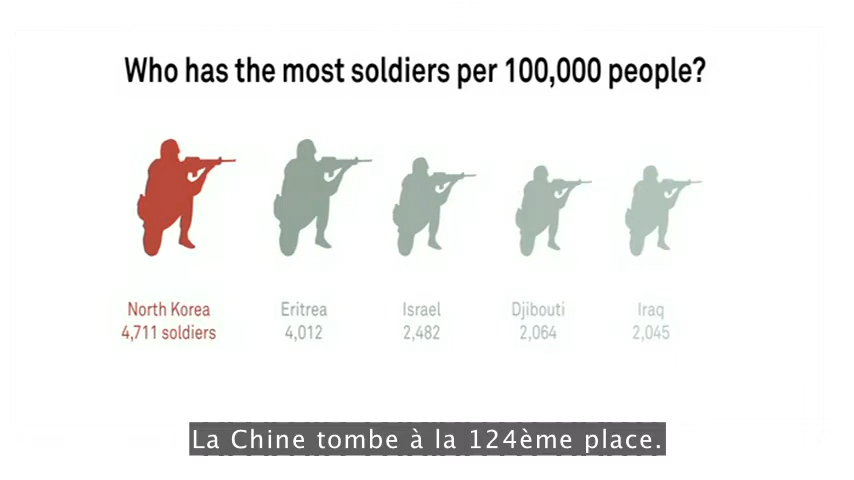 Who has the most soldiers per 100,000 people?
North Korea Eritrea Israel Djibouti Iraq
4,711 soldiers 4,012 2,482 2,064 2,045
La Chine tombe à la 124ème place.